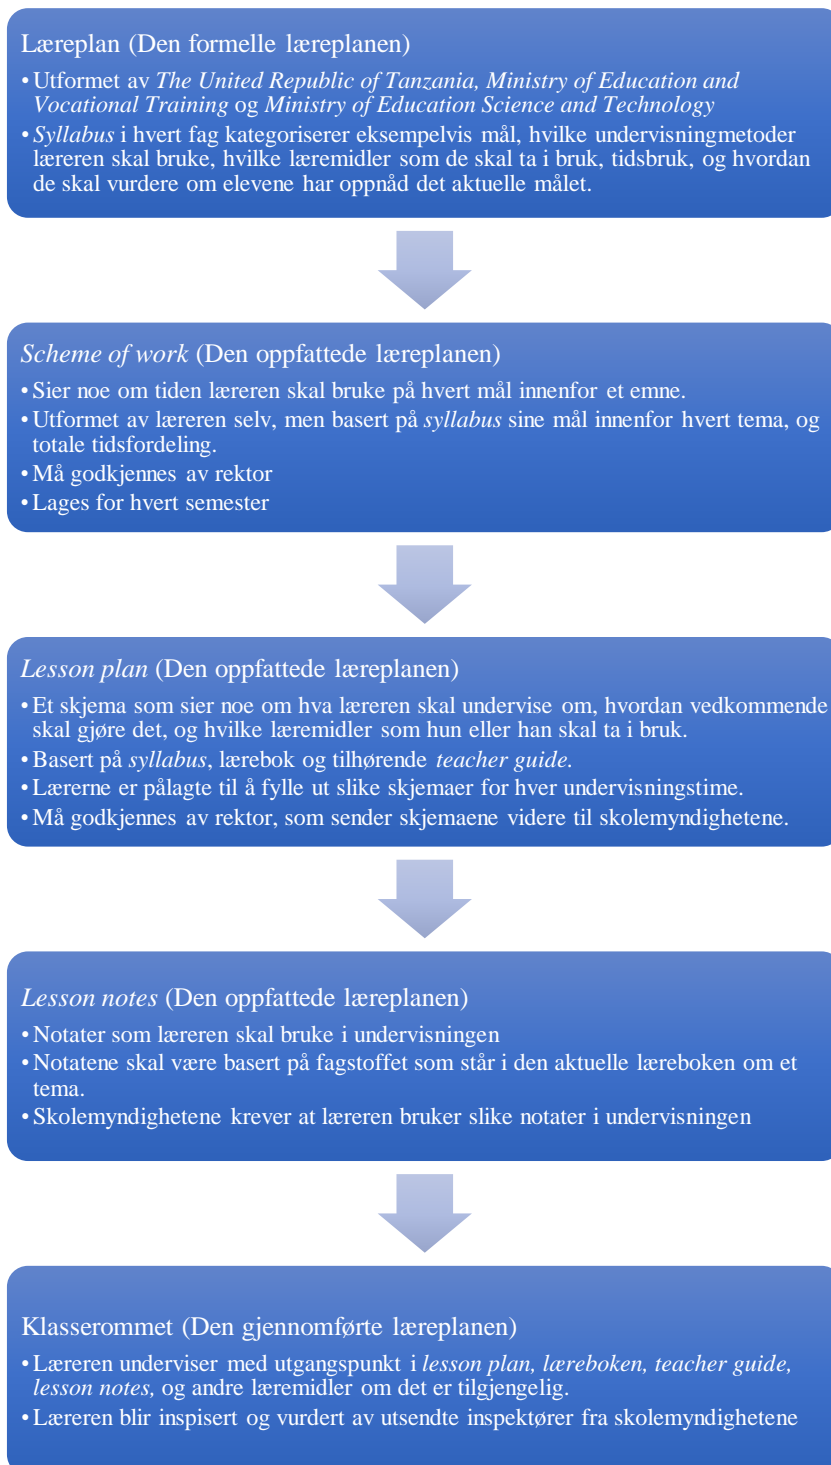 Læreplan (Den formelle læreplanen)
• Utformet av The United Republic of Tanzania, Ministry of Education and
Vocational Training og Ministry of Education Science and Technology
• Syllabus i hvert fag kategoriserer eksempelvis mål, hvilke undervisningmetoder
læreren skal bruke, hvilke læremidler som de skal ta i bruk, tidsbruk, og hvordan
de skal vurdere om elevene har oppnåd det aktuelle målet.
Scheme of work (Den oppfattede læreplanen)
• Sier noe om tiden læreren skal bruke på hvert mål innenfor et emne.
• Utformet av læreren selv, men basert på syllabus sine mål innenfor hvert tema, og
totale tidsfordeling.
• Må godkjennes av rektor
• Lages for hvert semester
Lesson plan (Den oppfattede læreplanen)
• Et skjema som sier noe om hva læreren skal undervise om, hvordan vedkommende
skal gjøre det, og hvilke læremidler som hun eller han skal ta i bruk.
• Basert på syllabus, lærebok og tilhørende teacher guide.
• Lærerne er pålagte til å fylle ut slike skjemaer for hver undervisningstime.
• Må godkjennes av rektor, som sender skjemaene videre til skolemyndighetene.
Lesson notes (Den oppfattede læreplanen)
• Notater som læreren skal bruke i undervisningen
• Notatene skal være basert på fagstoffet som står i den aktuelle læreboken om et
tema.
• Skolemyndighetene krever at læreren bruker slike notater i undervisningen
Klasserommet (Den gjennomførte læreplanen)
• Læreren underviser med utgangspunkt i lesson plan, læreboken, teacher guide,
lesson notes, og andre læremidler om det er tilgjengelig.
• Læreren blir inspisert og vurdert av utsendte inspektører fra skolemyndighetene